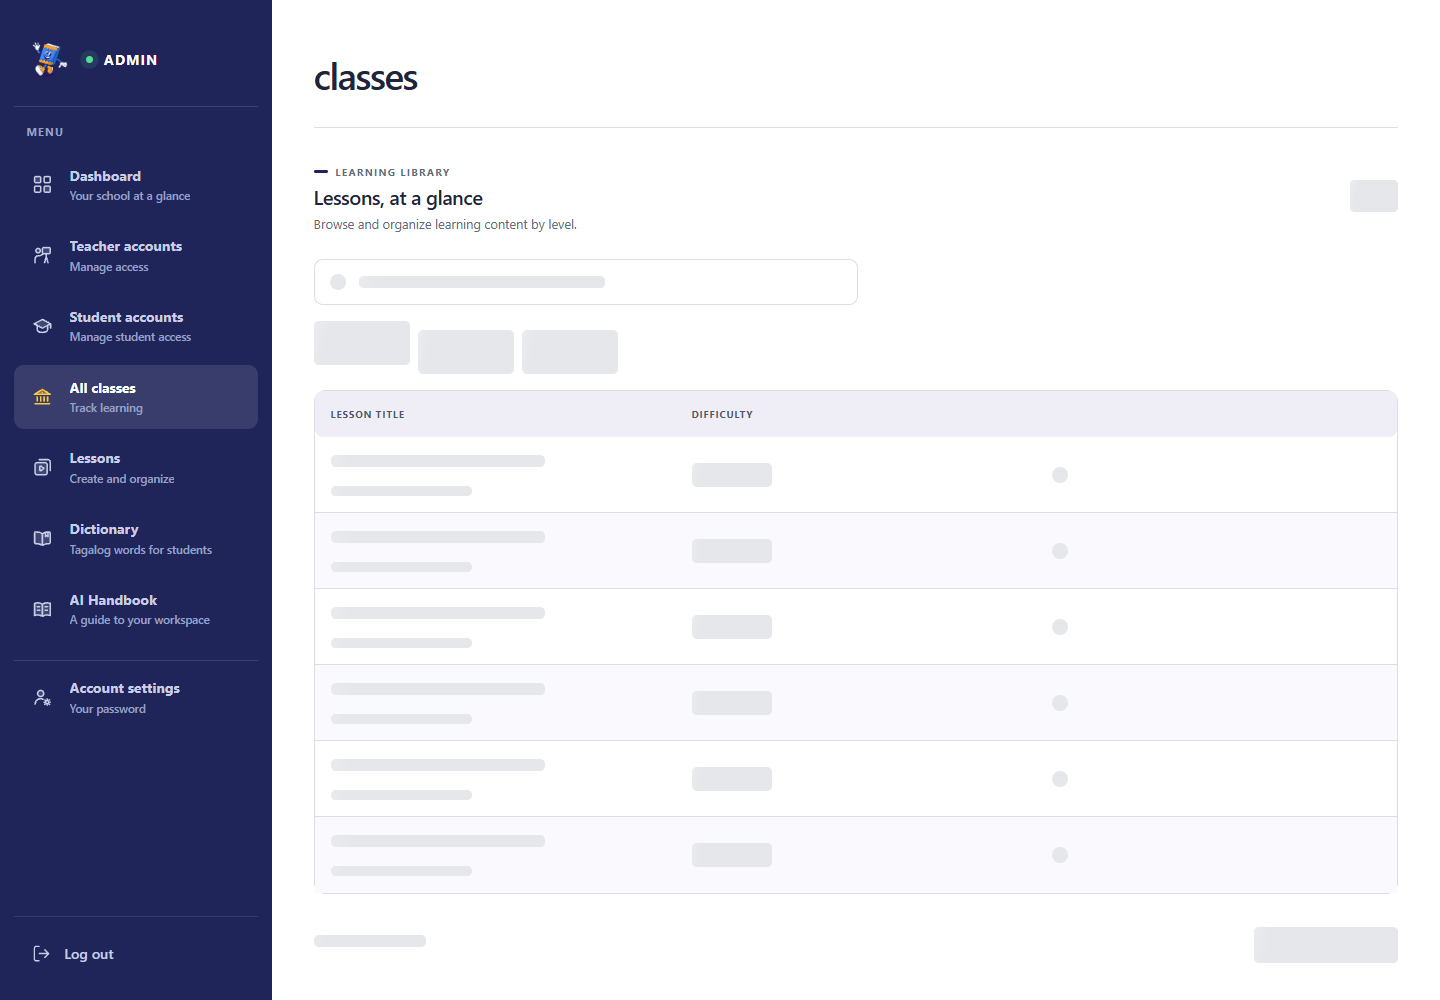 ADMIN
MENU
Dashboard
Your school at a glance
Teacher accounts
Manage access
Student accounts
Manage student access
All classes
Track learning
Lessons
Create and organize
Dictionary
Tagalog words for students
AI Handbook
A guide to your workspace
Account settings
Your password
Log out
classes
LEARNING LIBRARY
Lessons, at a glance
Browse and organize learning content by level.
LESSON TITLE DIFFICULTY